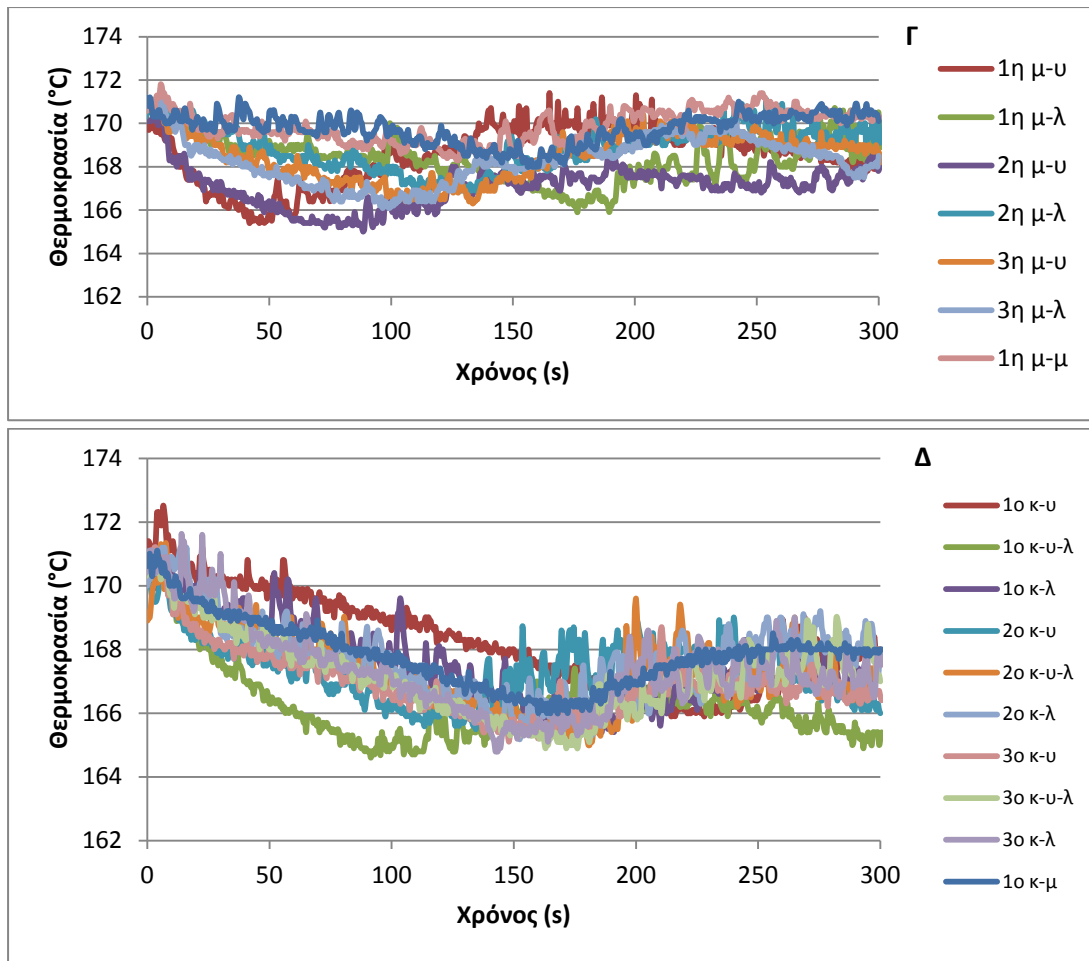 Γ
174
172
170
168
166
164
162
Θερμοκρασία (°C)
0 50 100 150 200 250 300
Χρόνος (s)
1η μ-υ
1η μ-λ
2η μ-υ
2η μ-λ
3η μ-υ
3η μ-λ
1η μ-μ
Δ
174
172
170
168
166
164
162
Θερμοκρασία (°C)
0 50 100 150 200 250 300
Χρόνος (s)
1ο κ-υ
1ο κ-υ-λ
1ο κ-λ
2ο κ-υ
2ο κ-υ-λ
2ο κ-λ
3ο κ-υ
3ο κ-υ-λ
3ο κ-λ
1ο κ-μ